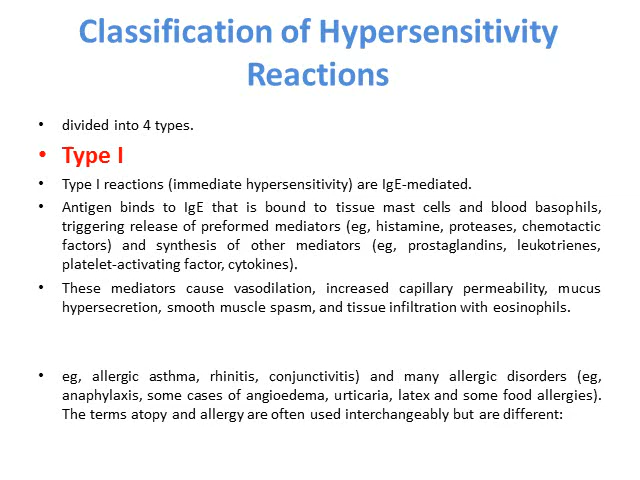 Classification of Hypersensitivity
Reactions
• divided into 4 types.
• Type I
• Type I reactions (immediate hypersensitivity) are IgE-mediated.
• Antigen binds to IgE that is bound to tissue mast cells and blood basophils,
triggering release of preformed mediators (eg, histamine, proteases, chemotactic
factors) and synthesis of other mediators (eg, prostaglandins, leukotrienes,
platelet-activating factor, cytokines).
• These mediators cause vasodilation, increased capillary permeability, mucus
hypersecretion, smooth muscle spasm, and tissue infiltration with eosinophils.
• eg, allergic asthma, rhinitis, conjunctivitis) and many allergic disorders (eg,
anaphylaxis, some cases of angioedema, urticaria, latex and some food allergies).
The terms atopy and allergy are often used interchangeably but are different: